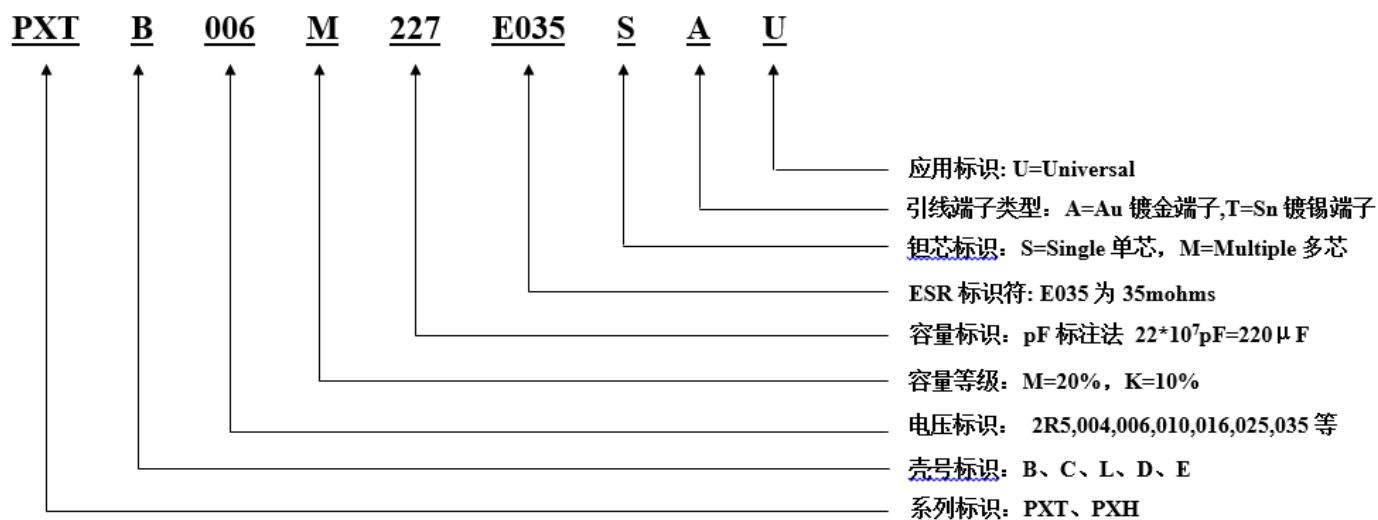 PXT B 006 M 227 E035 S A U
应用标识: U=Universal
引线端子类型：A=Au 镀金端子,T=Sn 镀锡端子
钽芯标识：S=Single 单芯，M=Multiple 多芯
ESR 标识符: E035 为 35mohms
容量标识：pF 标注法 22*10⁷pF=220μF
容量等级：M=20%，K=10%
电压标识： 2R5,004,006,010,016,025,035 等
壳号标识：B、C、L、D、E
系列标识：PXT、PXH